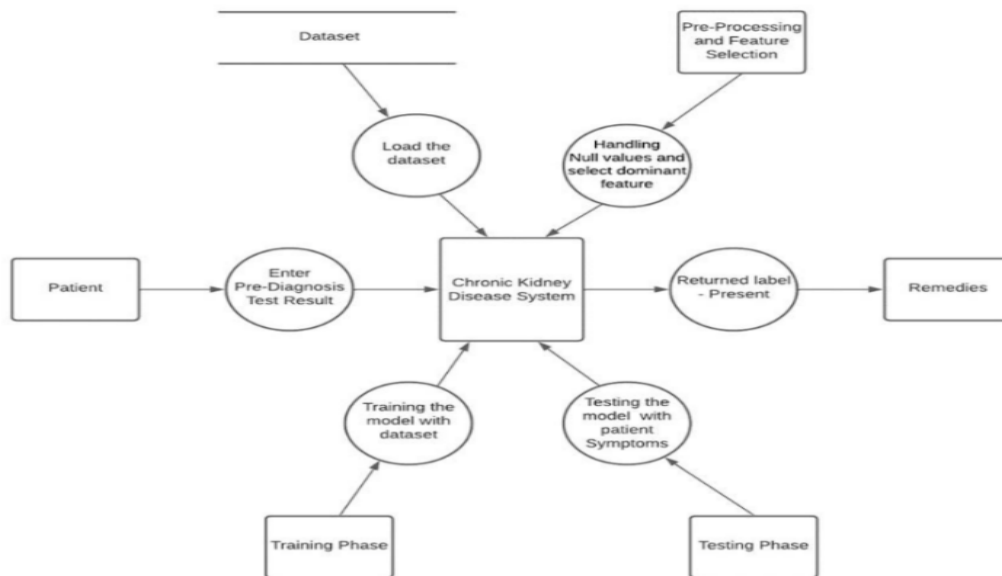 Dataset
Pre-Processing
and Feature
Selection
Load the
dataset
Handling
Null values and
select dominant
feature
Patient
Enter
Pre-Diagnosis
Test Result
Chronic Kidney
Disease System
Returned label
- Present
Remedies
Training the
model with
dataset
Testing the
model with
patient
Symptoms
Training Phase
Testing Phase